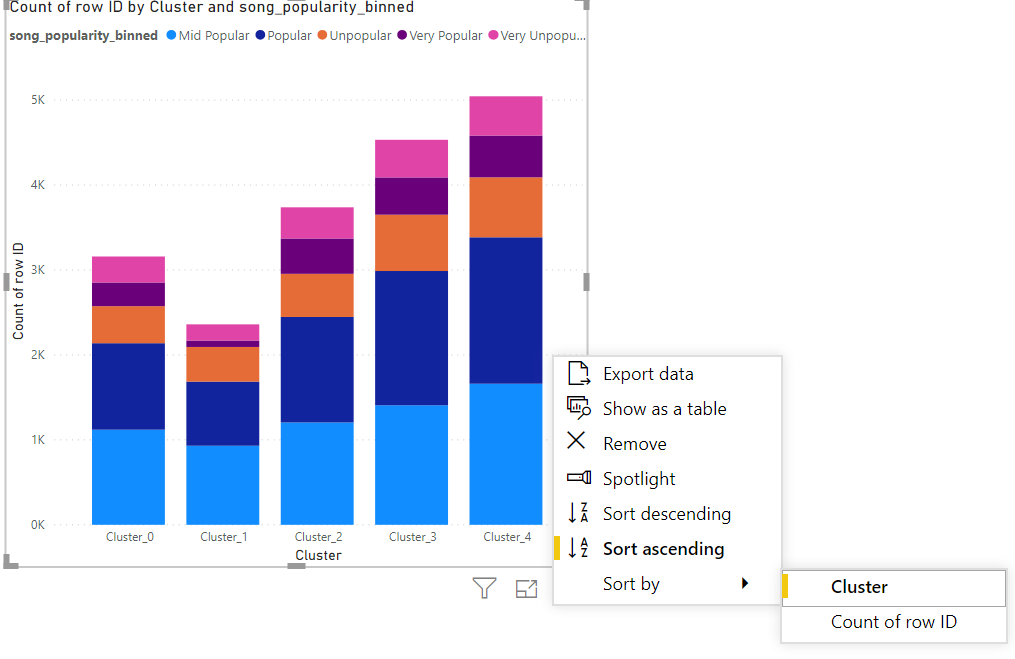 Count of row ID by Cluster and song_popularity_binned
song_popularity_binned Mid Popular Popular Unpopular Very Popular Very Unpopu...
5K
4K
3K
2K
1K
0K
Count of row ID
Cluster_0 Cluster_1 Cluster_2 Cluster_3 Cluster_4
Cluster
Export data
Show as a table
Remove
Spotlight
Sort descending
Sort ascending
Sort by
Cluster
Count of row ID